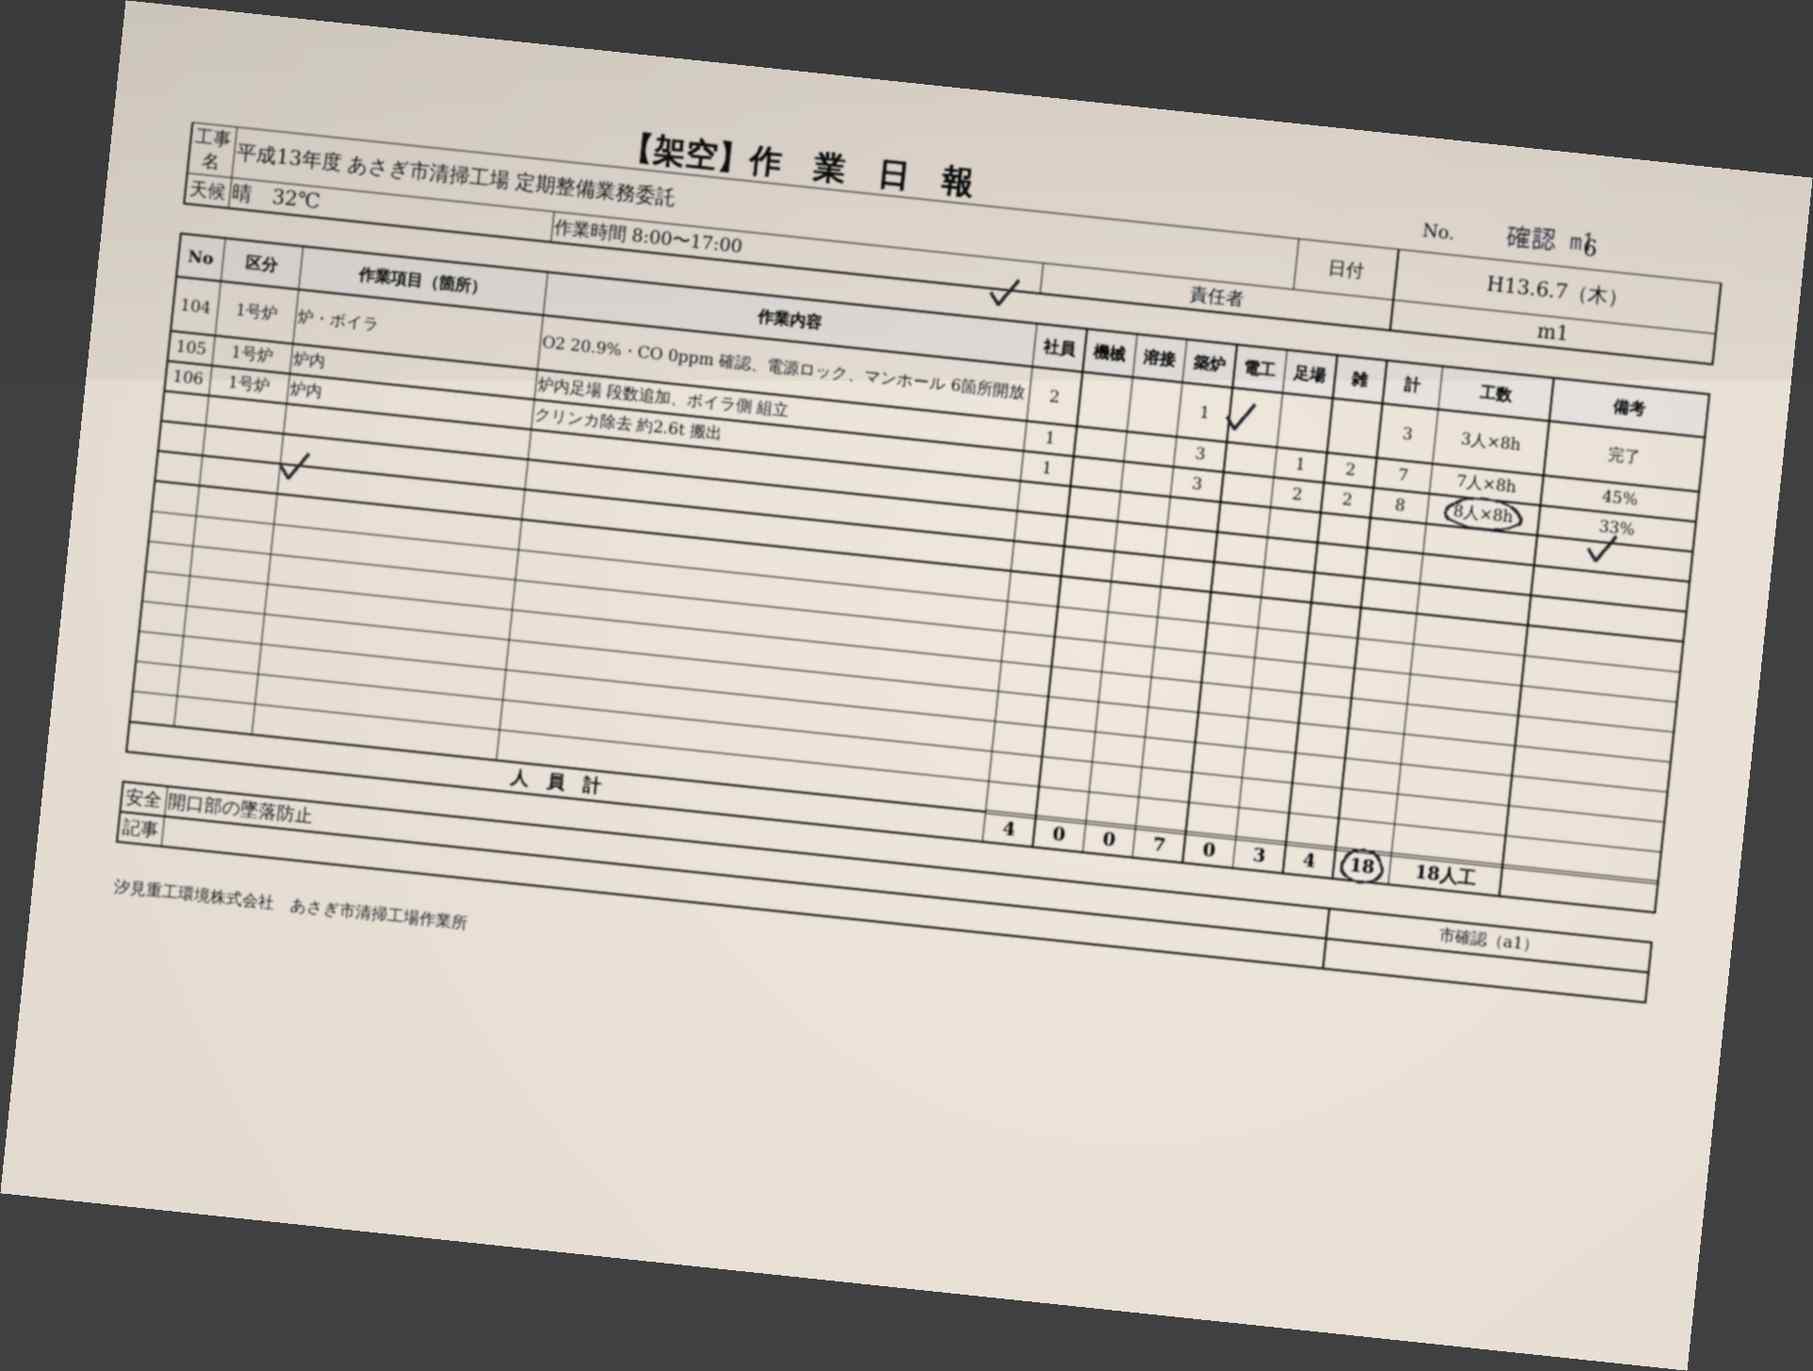 【架空】作　業　日　報
No.　6
確認 m1
工事名 平成13年度 あさぎ市清掃工場 定期整備業務委託 日付 H13.6.7（木）
天候 晴　32℃ 作業時間 8:00〜17:00 責任者 m1
No 区分 作業項目（箇所） 作業内容 社員 機械 溶接 築炉 電工 足場 雑 計 工数 備考
104 1号炉 炉・ボイラ O2 20.9%・CO 0ppm 確認、電源ロック、マンホール 6箇所開放 2 1 3 3人×8h 完了
105 1号炉 炉内 炉内足場 段数追加、ボイラ側 組立 1 3 1 2 7 7人×8h 45%
106 1号炉 炉内 クリンカ除去 約2.6t 搬出 1 3 2 2 8 8人×8h 33%
人　員　計 4 0 0 7 0 3 4 18 18人工
安全 開口部の墜落防止 市確認（a1）
記事
汐見重工環境株式会社　あさぎ市清掃工場作業所